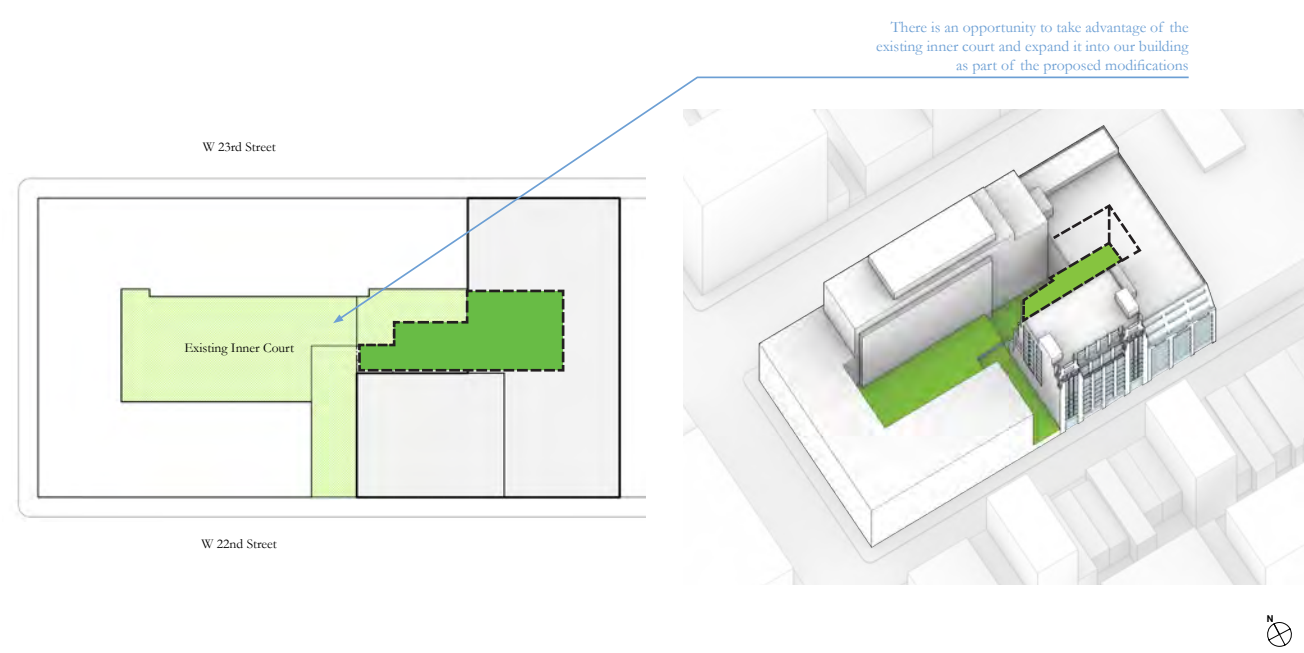 There is an opportunity to take advantage of the
existing inner court and expand it into our building
as part of the proposed modifications
W 23rd Street
Existing Inner Court
W 22nd Street
N